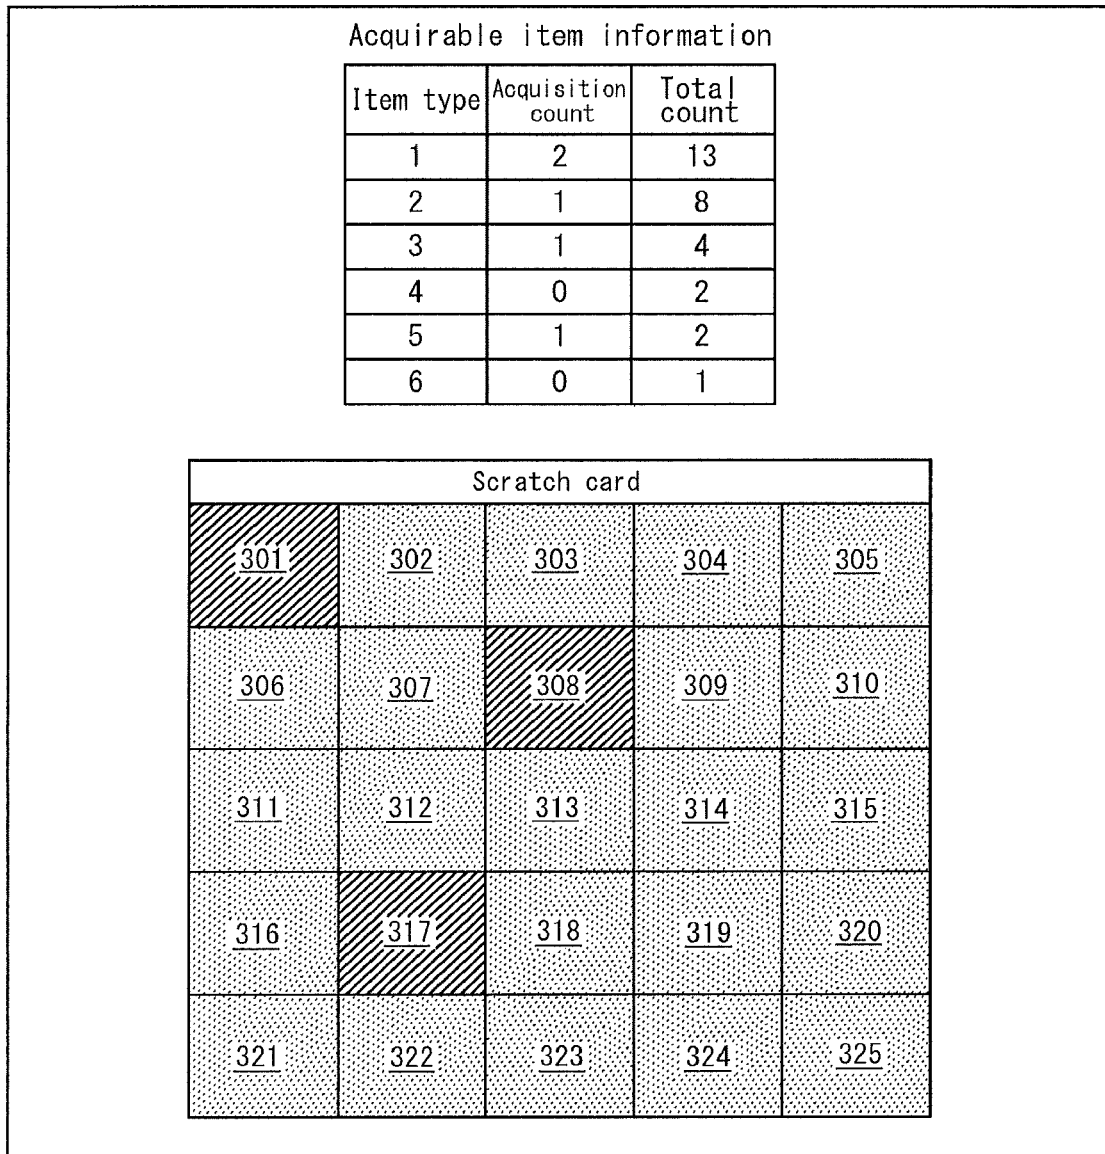 Acquirable item information
Item type Acquisition count Total count
1 2 13
2 1 8
3 1 4
4 0 2
5 1 2
6 0 1
Scratch card
301 302 303 304 305
306 307 308 309 310
311 312 313 314 315
316 317 318 319 320
321 322 323 324 325